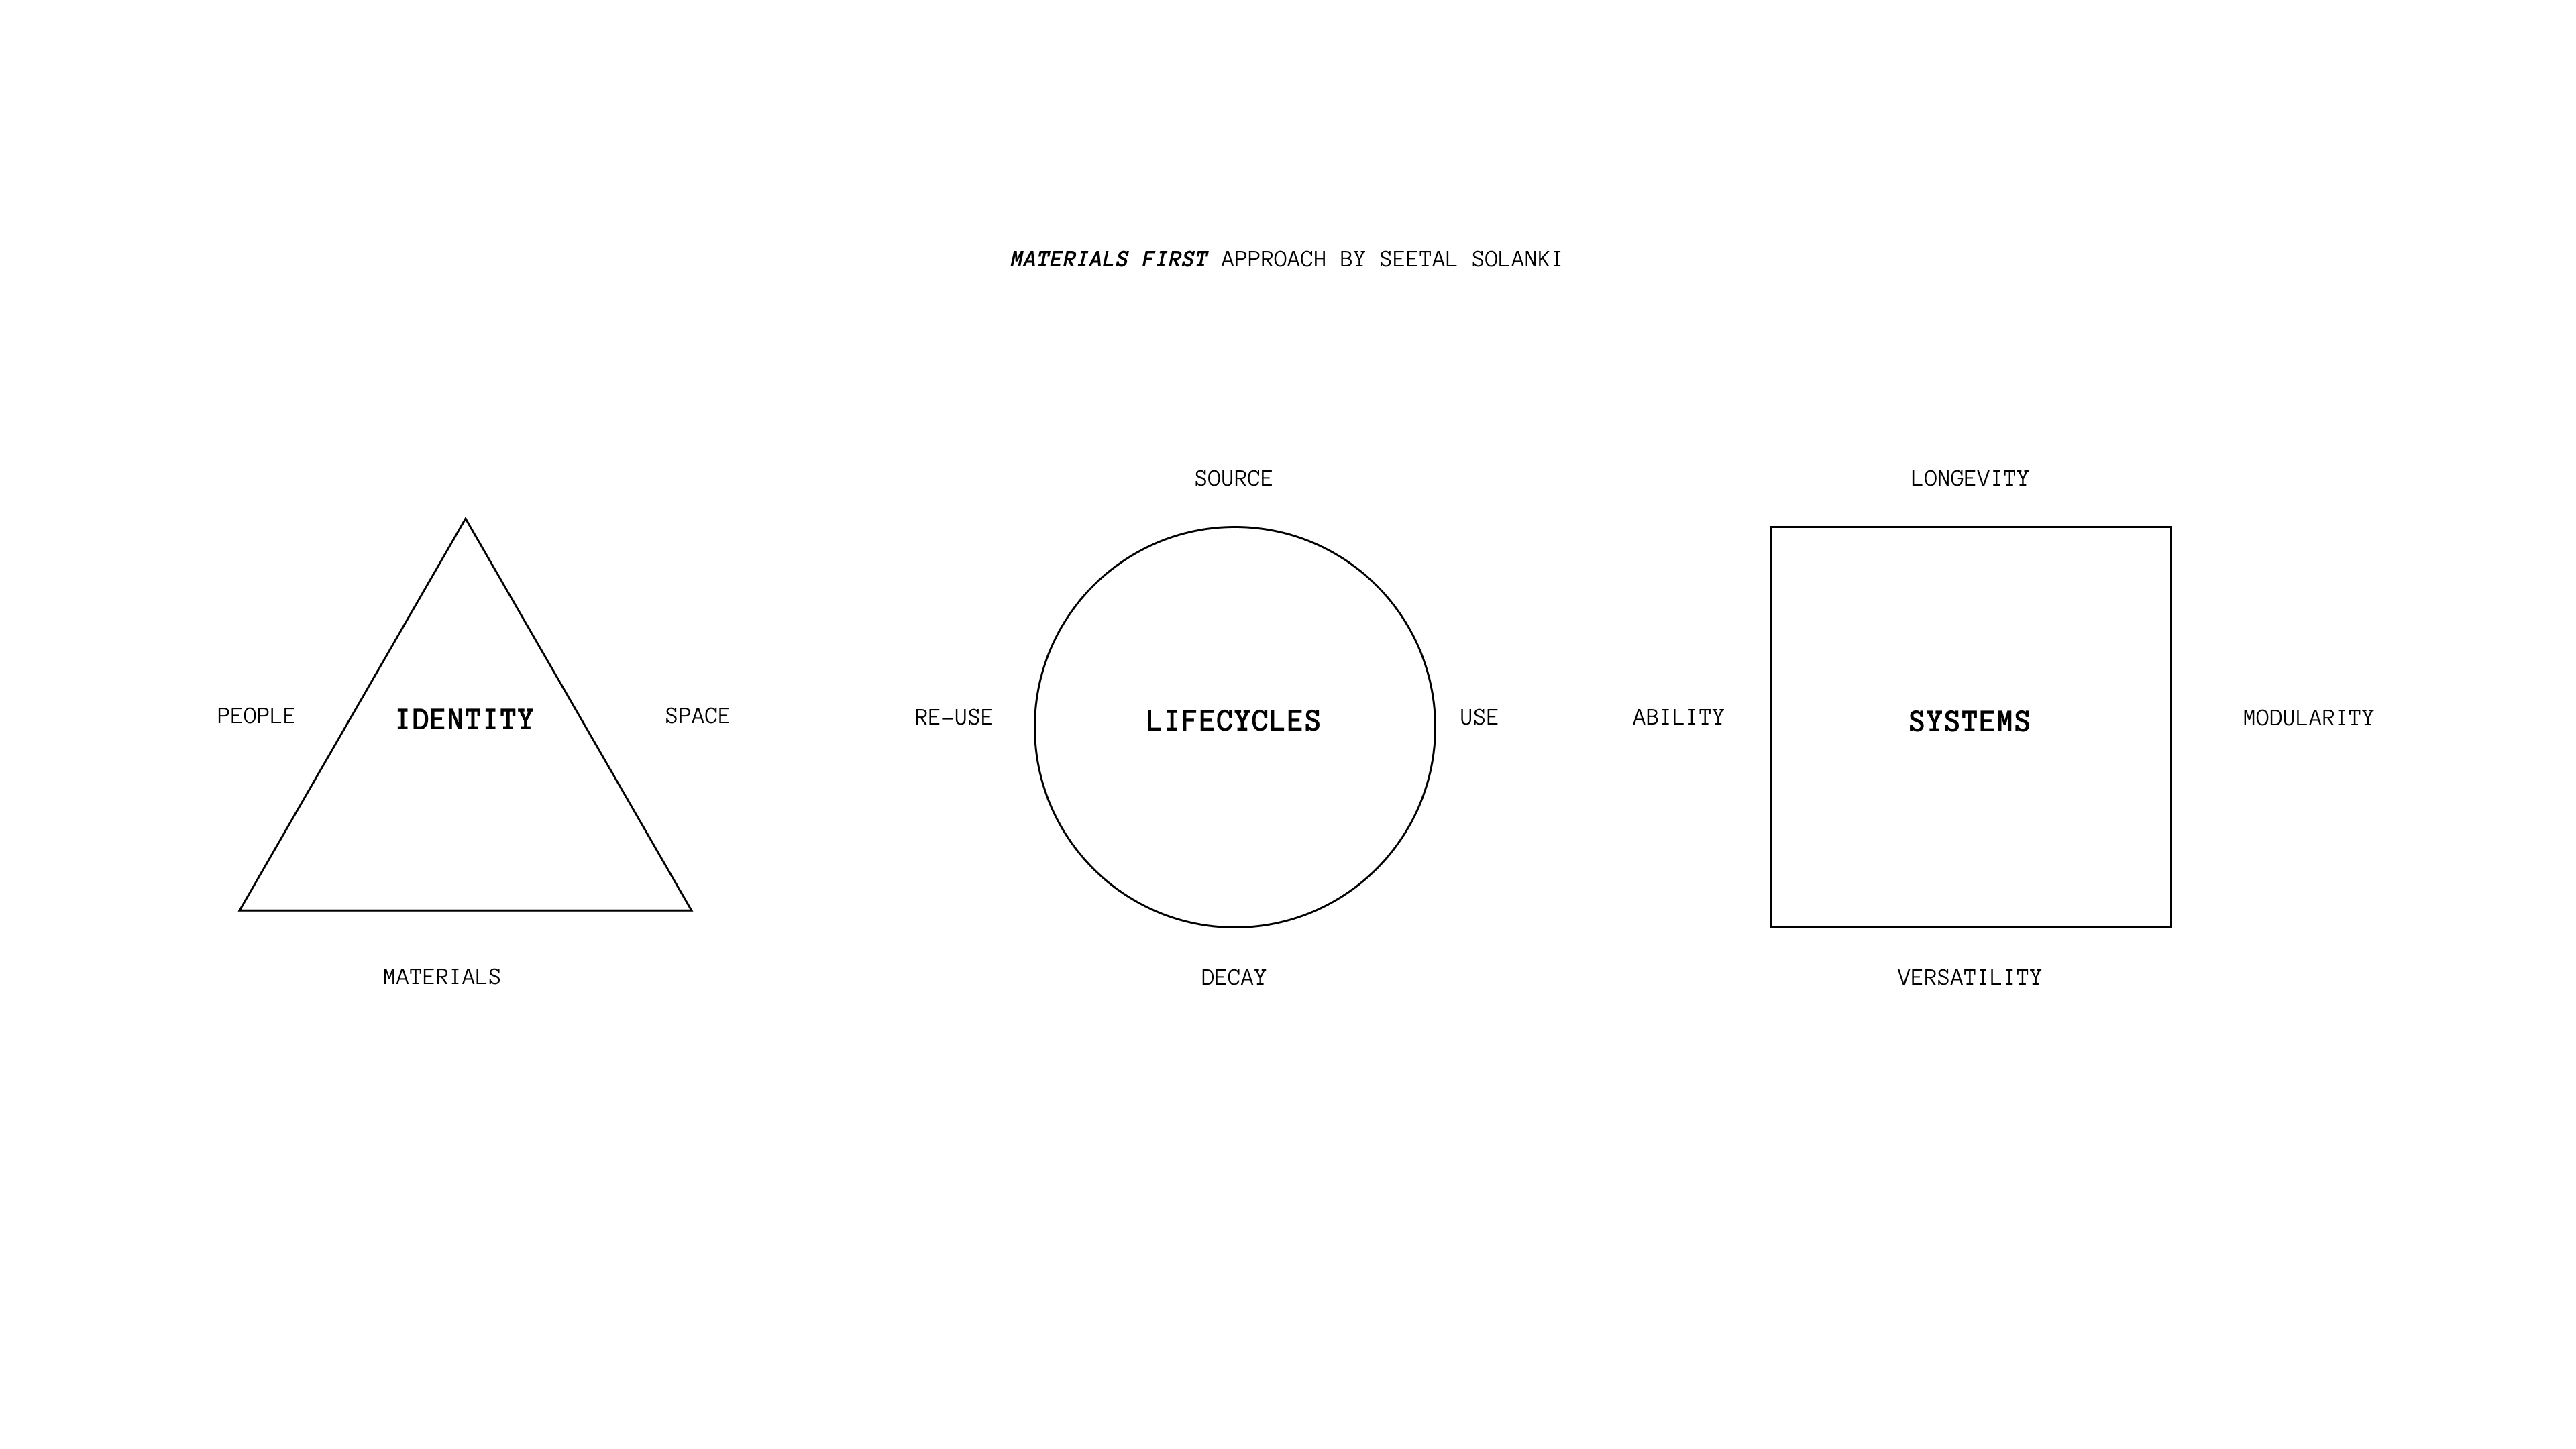 MATERIALS FIRST APPROACH BY SEETAL SOLANKI
PEOPLE
IDENTITY
SPACE
MATERIALS
SOURCE
RE-USE
LIFECYCLES
USE
DECAY
LONGEVITY
ABILITY
SYSTEMS
MODULARITY
VERSATILITY